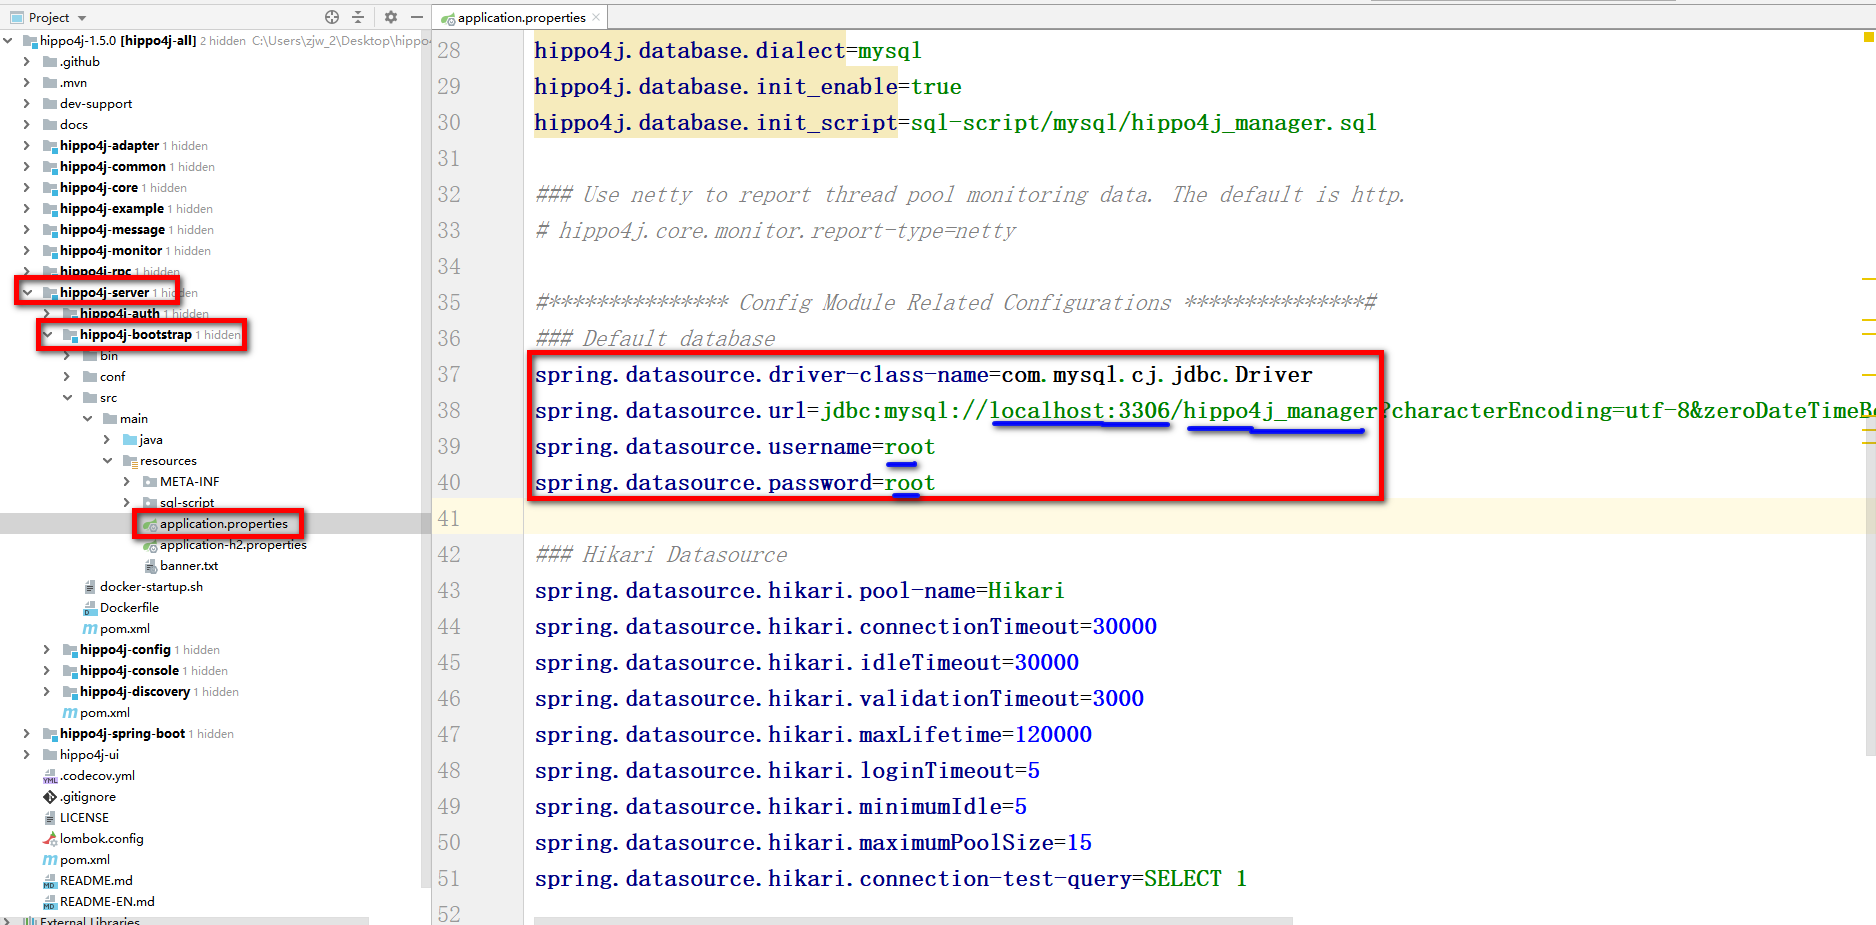 Project
hippo4j-1.5.0 [hippo4j-all] 2 hidden C:\Users\zjw_2\Desktop\hippo4
.github
.mvn
dev-support
docs
hippo4j-adapter 1 hidden
hippo4j-common 1 hidden
hippo4j-core 1 hidden
hippo4j-example 1 hidden
hippo4j-message 1 hidden
hippo4j-monitor 1 hidden
hippo4j-rpc 1 hidden
hippo4j-server 1 hidden
hippo4j-auth 1 hidden
hippo4j-bootstrap 1 hidden
bin
conf
src
main
java
resources
META-INF
sql-script
application.properties
application-h2.properties
banner.txt
docker-startup.sh
Dockerfile
pom.xml
hippo4j-config 1 hidden
hippo4j-console 1 hidden
hippo4j-discovery 1 hidden
pom.xml
hippo4j-spring-boot 1 hidden
hippo4j-ui
.codecov.yml
.gitignore
LICENSE
lombok.config
pom.xml
README.md
README-EN.md
External Libraries
application.properties
28 hippo4j.database.dialect=mysql
29 hippo4j.database.init_enable=true
30 hippo4j.database.init_script=sql-script/mysql/hippo4j_manager.sql
31
32 ### Use netty to report thread pool monitoring data. The default is http.
33 # hippo4j.core.monitor.report-type=netty
34
35 #*************** Config Module Related Configurations ***************#
36 ### Default database
37 spring.datasource.driver-class-name=com.mysql.cj.jdbc.Driver
38 spring.datasource.url=jdbc:mysql://localhost:3306/hippo4j_manager?characterEncoding=utf-8&zeroDateTimeBe
39 spring.datasource.username=root
40 spring.datasource.password=root
41
42 ### Hikari Datasource
43 spring.datasource.hikari.pool-name=Hikari
44 spring.datasource.hikari.connectionTimeout=30000
45 spring.datasource.hikari.idleTimeout=30000
46 spring.datasource.hikari.validationTimeout=3000
47 spring.datasource.hikari.maxLifetime=120000
48 spring.datasource.hikari.loginTimeout=5
49 spring.datasource.hikari.minimumIdle=5
50 spring.datasource.hikari.maximumPoolSize=15
51 spring.datasource.hikari.connection-test-query=SELECT 1
52